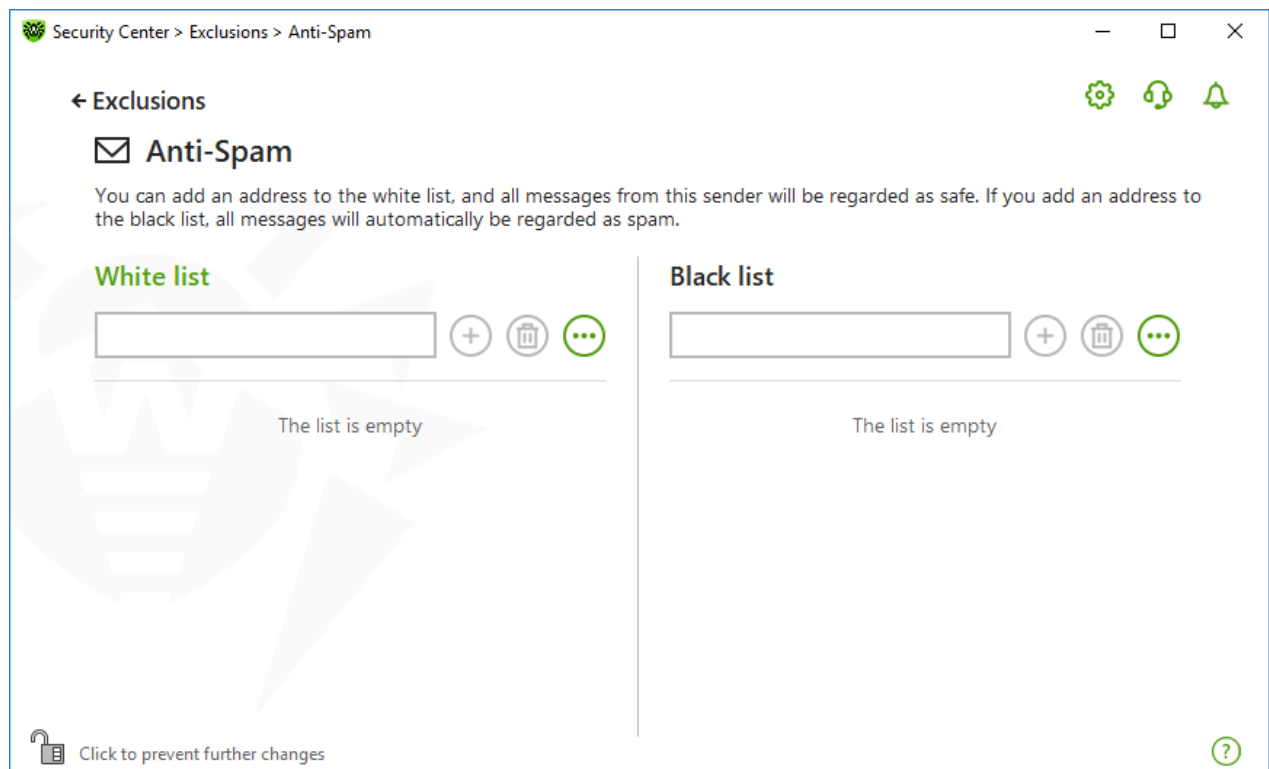 Security Center > Exclusions > Anti-Spam
Exclusions
Anti-Spam
You can add an address to the white list, and all messages from this sender will be regarded as safe. If you add an address to
the black list, all messages will automatically be regarded as spam.
White list
Black list
The list is empty
The list is empty
Click to prevent further changes
?